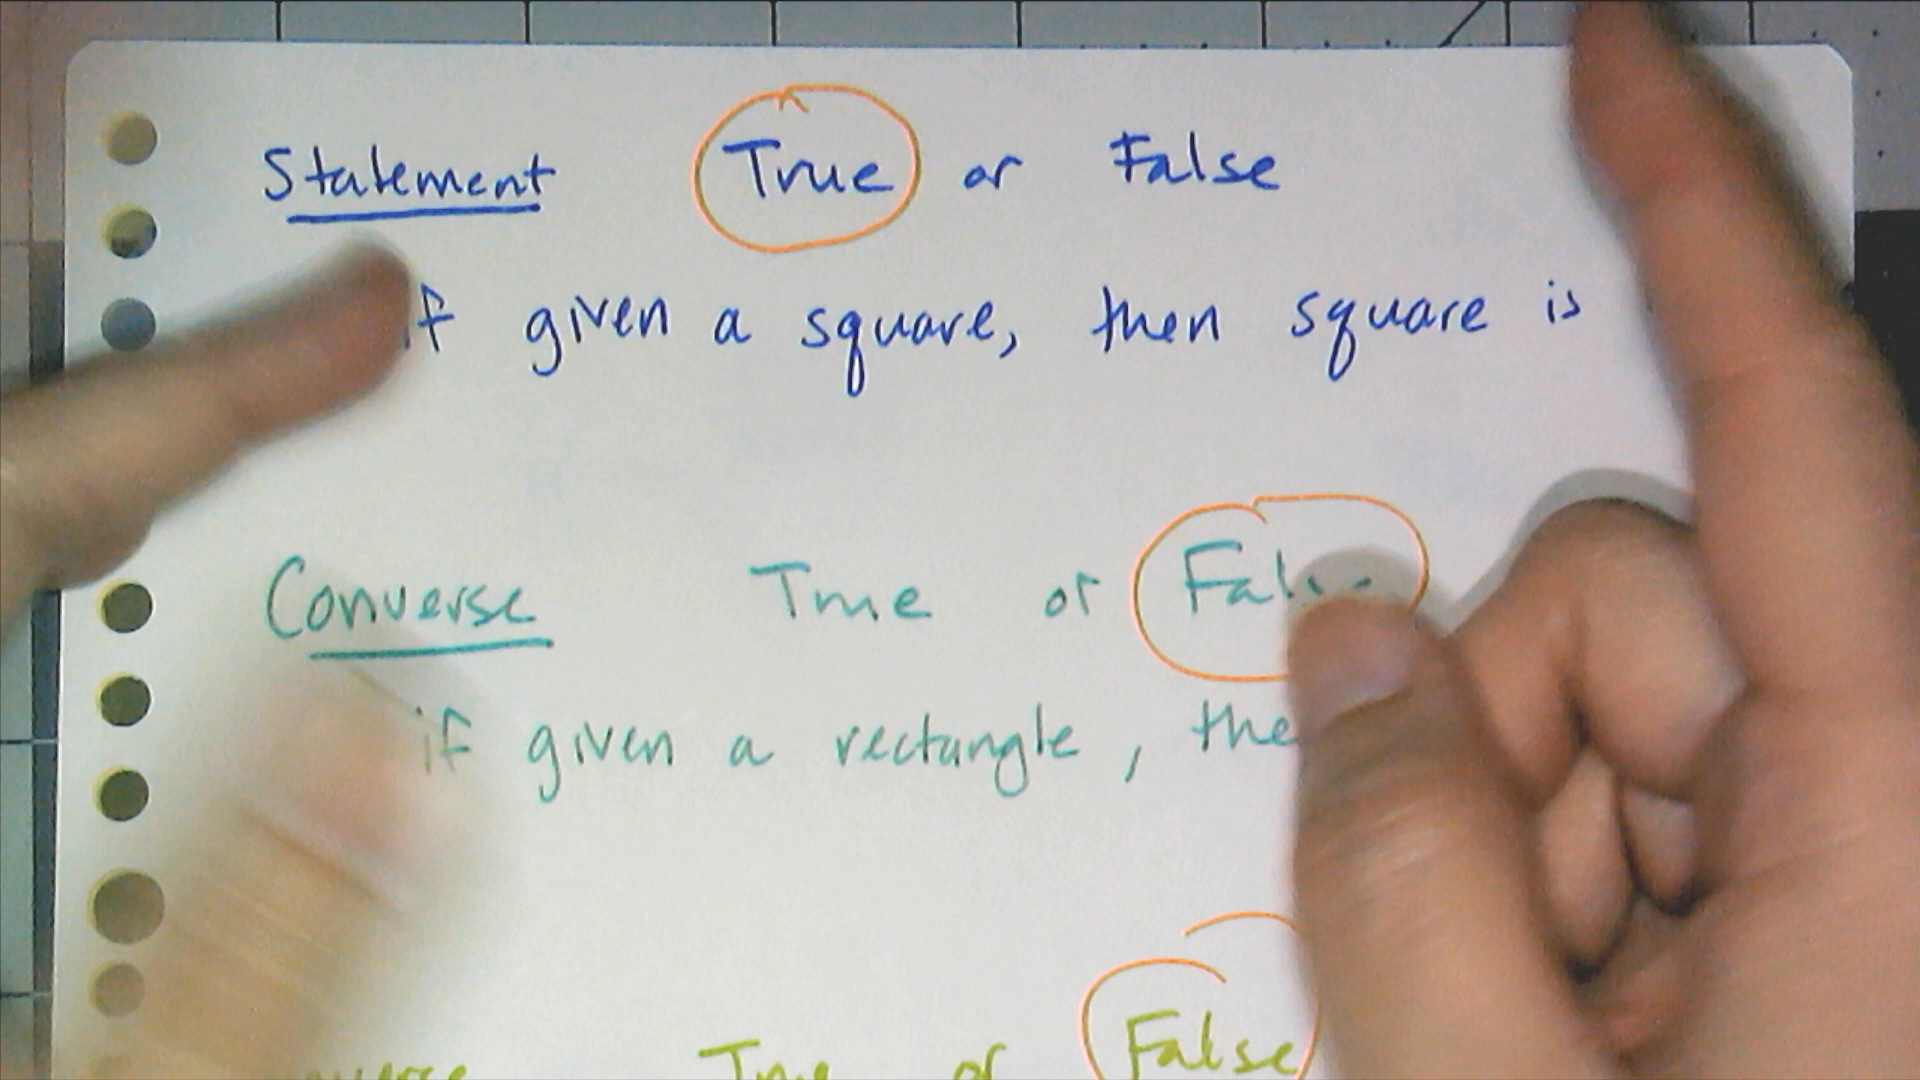 Statement True or False
if given a square, then square is
Converse True or False
if given a rectangle, the
True or False